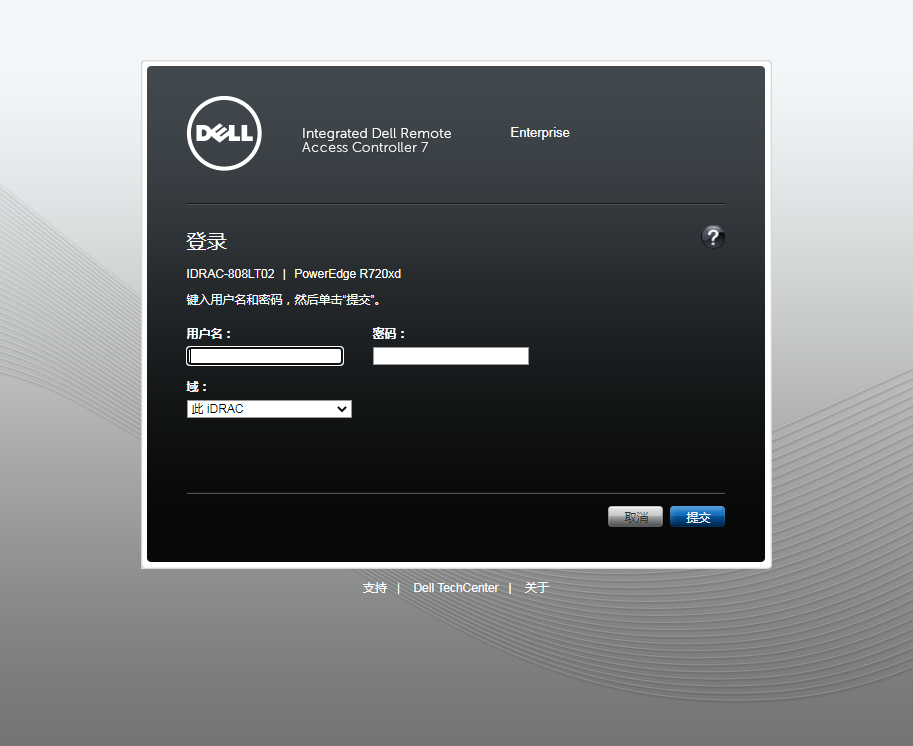 DELL
Integrated Dell Remote
Access Controller 7
Enterprise
登录
?
IDRAC-808LT02 | PowerEdge R720xd
键入用户名和密码，然后单击“提交”。
用户名： 密码：
域：
此 iDRAC
取消 提交
支持 | Dell TechCenter | 关于